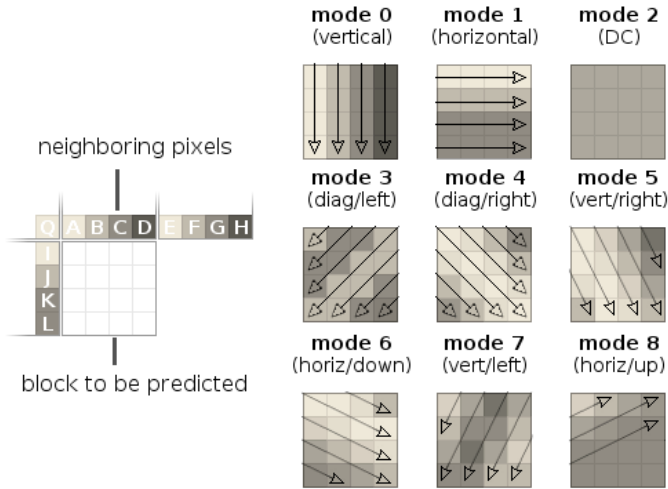 mode 0
(vertical)
mode 1
(horizontal)
mode 2
(DC)
neighboring pixels
Q A B C D E F G H
I
J
K
L
block to be predicted
mode 3
(diag/left)
mode 4
(diag/right)
mode 5
(vert/right)
mode 6
(horiz/down)
mode 7
(vert/left)
mode 8
(horiz/up)